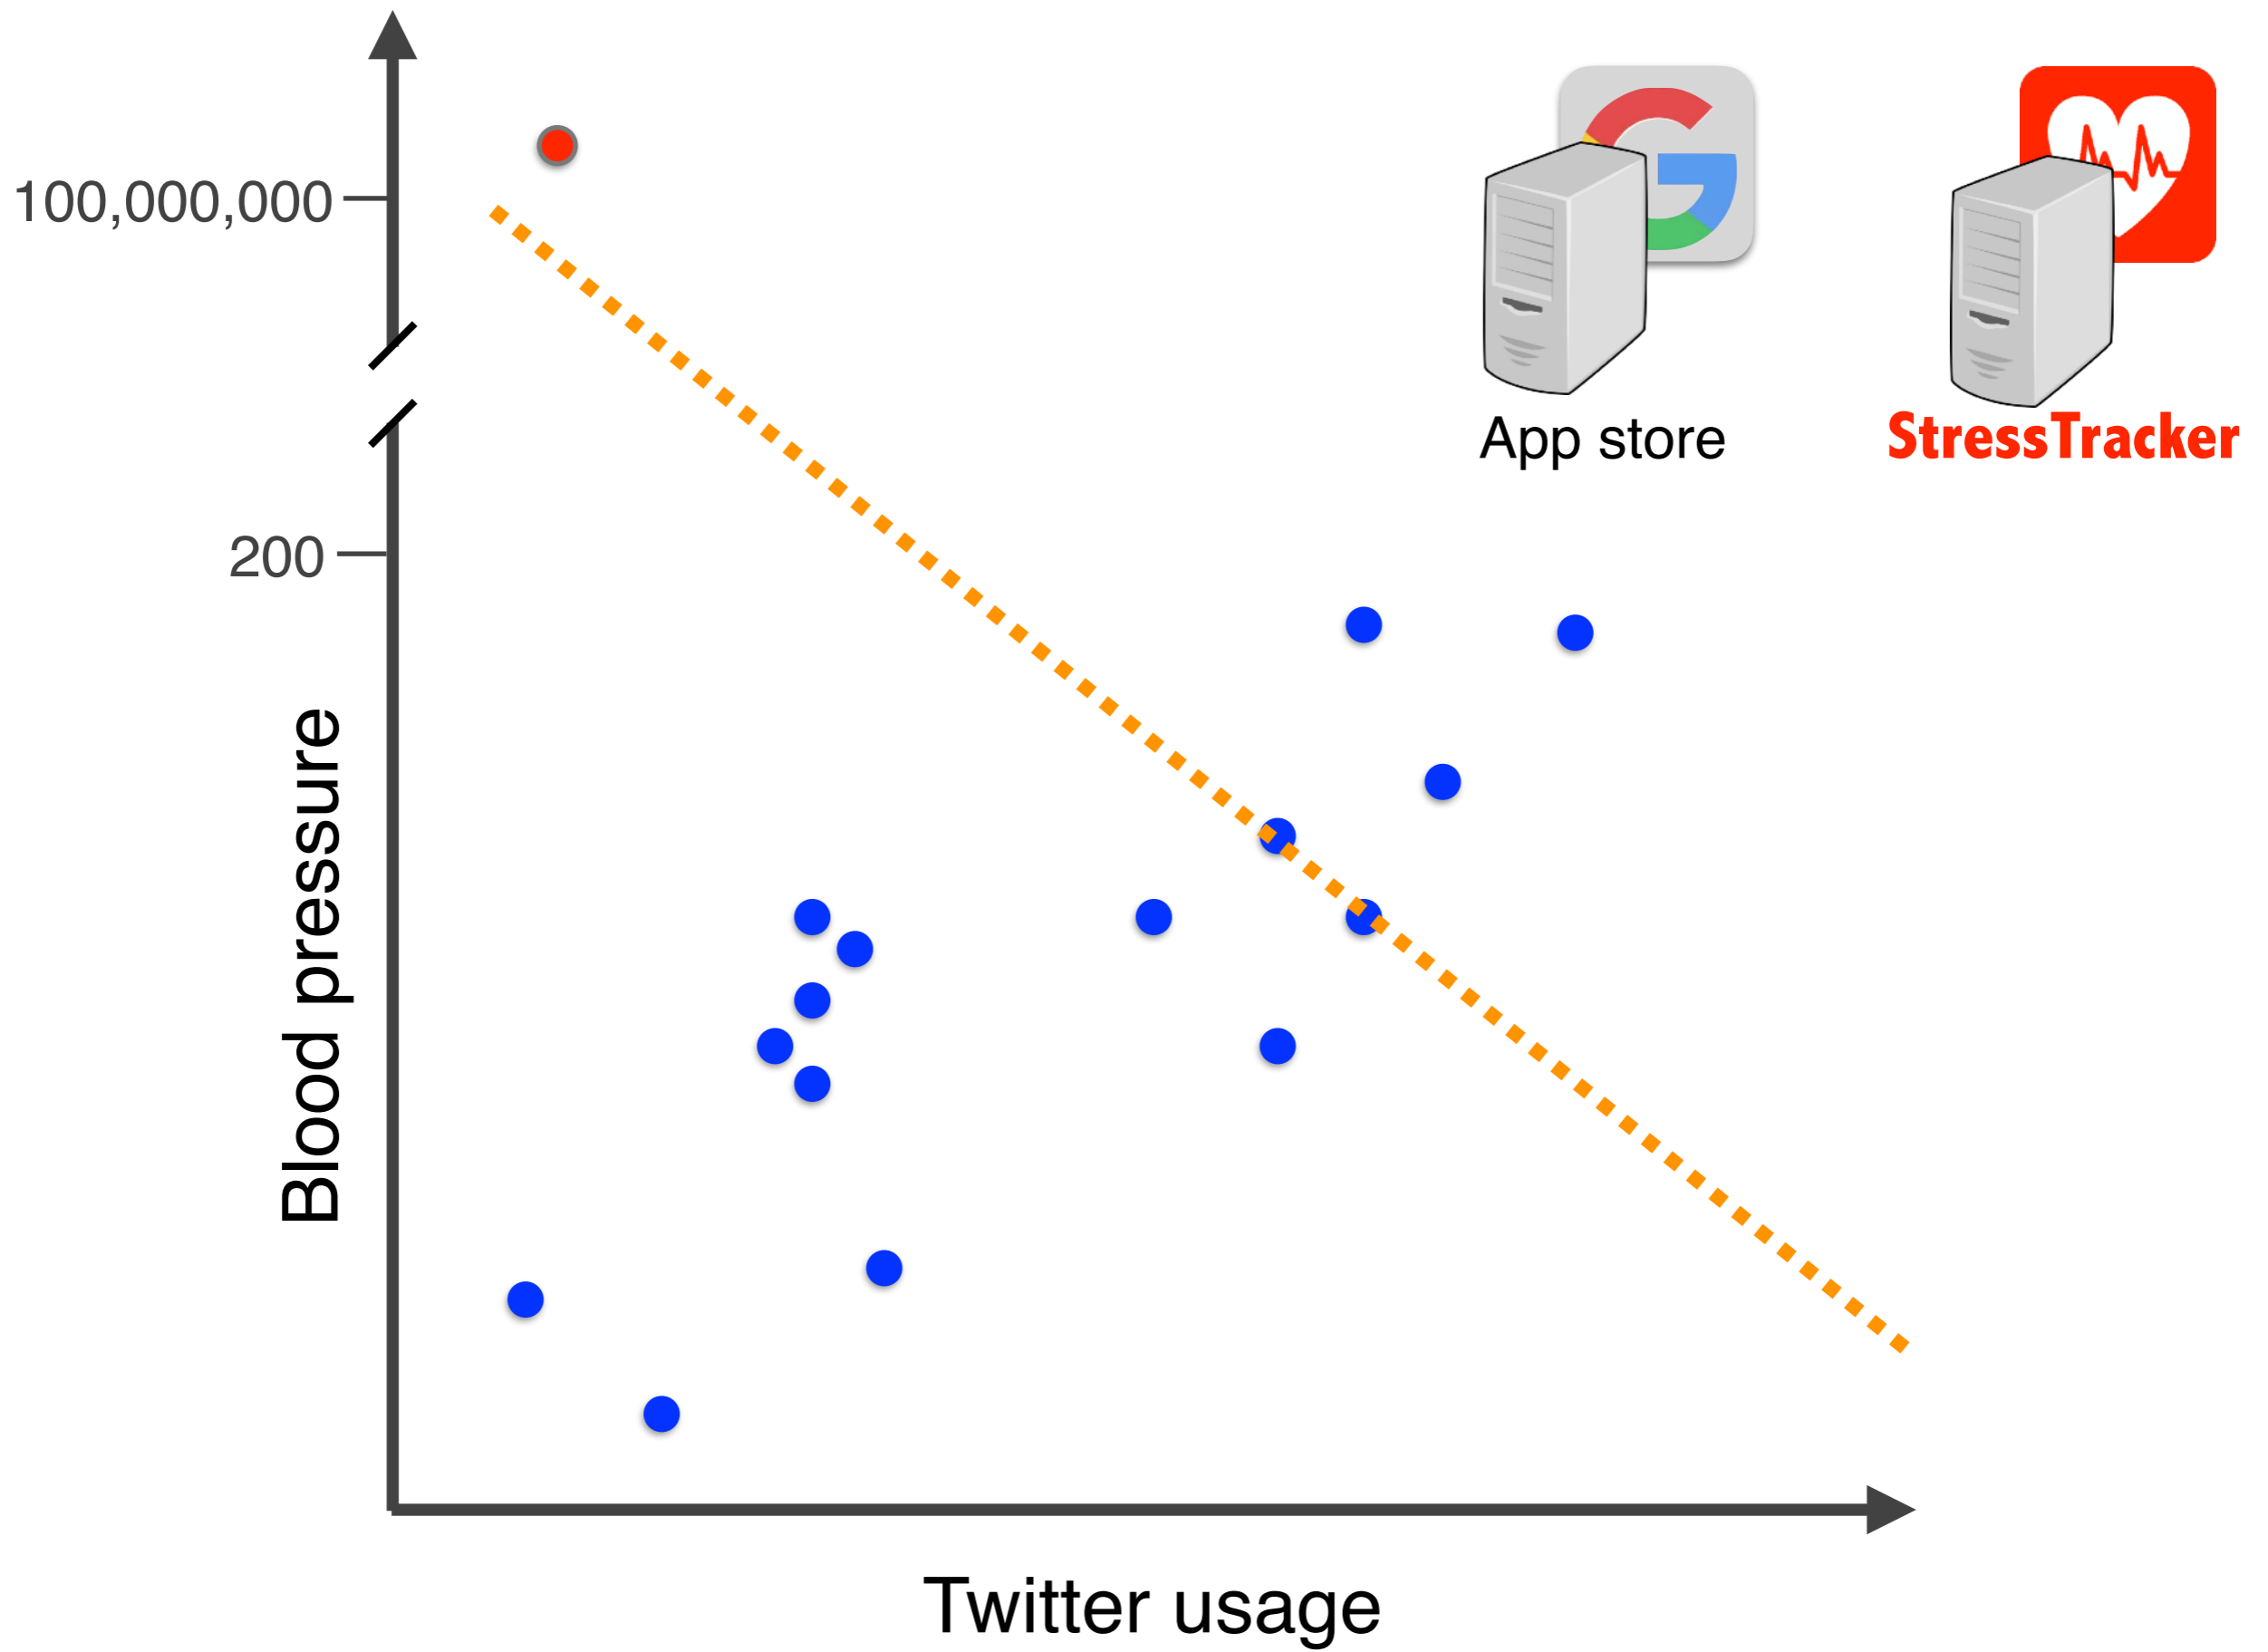 100,000,000
App store
StressTracker
200
Blood pressure
Twitter usage